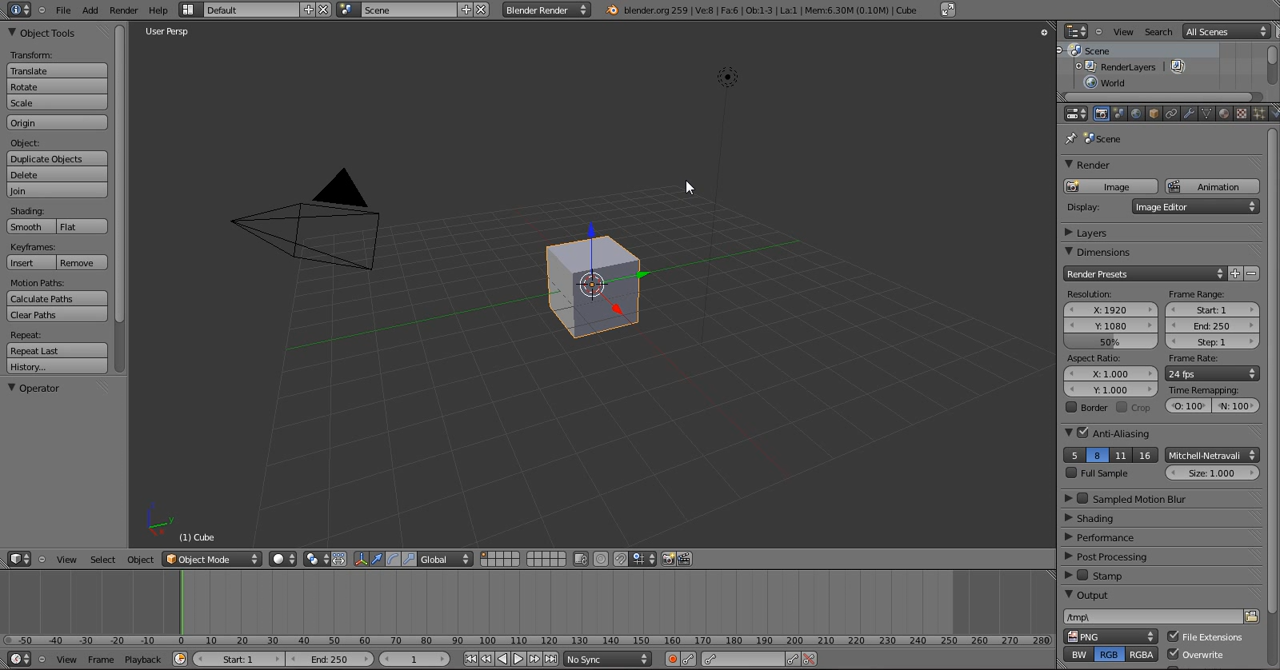 File Add Render Help Default Scene Blender Render blender.org 259 | Ve:8 | Fa:6 | Ob:1-3 | La:1 | Mem:6.30M (0.10M) | Cube
Object Tools
Transform:
Translate
Rotate
Scale
Origin
Object:
Duplicate Objects
Delete
Join
Shading:
Smooth Flat
Keyframes:
Insert Remove
Motion Paths:
Calculate Paths
Clear Paths
Repeat:
Repeat Last
History...
Operator
User Persp
z
y
x
(1) Cube
View Select Object Object Mode Global
-50 -40 -30 -20 -10 0 10 20 30 40 50 60 70 80 90 100 110 120 130 140 150 160 170 180 190 200 210 220 230 240 250 260 270 280
View Frame Playback Start: 1 End: 250 1 No Sync
View Search All Scenes
Scene
RenderLayers |
World
Scene
Render
Image Animation
Display: Image Editor
Layers
Dimensions
Render Presets
Resolution: Frame Range:
X: 1920 Start: 1
Y: 1080 End: 250
50% Step: 1
Aspect Ratio: Frame Rate:
X: 1.000 24 fps
Y: 1.000 Time Remapping:
Border Crop O: 100 N: 100
Anti-Aliasing
5 8 11 16 Mitchell-Netravali
Full Sample Size: 1.000
Sampled Motion Blur
Shading
Performance
Post Processing
Stamp
Output
/tmp\
PNG File Extensions
BW RGB RGBA Overwrite